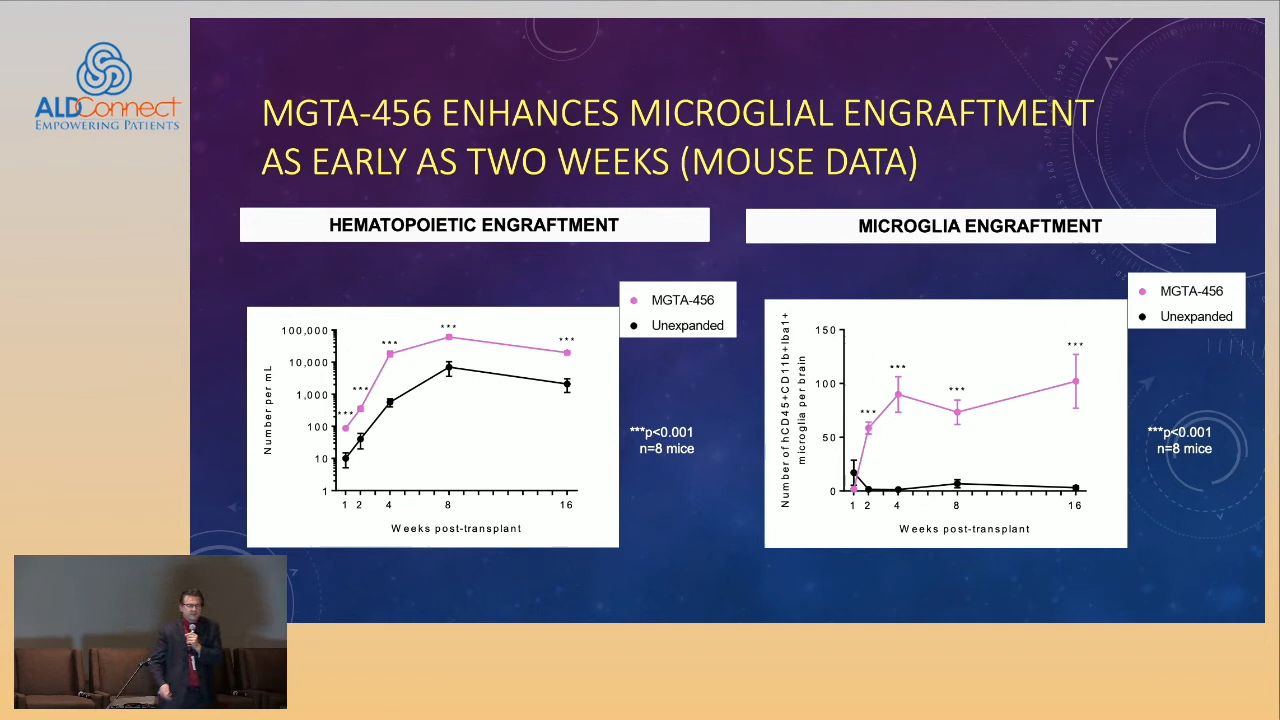 ALDConnect
EMPOWERING PATIENTS
MGTA-456 ENHANCES MICROGLIAL ENGRAFTMENT
AS EARLY AS TWO WEEKS (MOUSE DATA)
HEMATOPOIETIC ENGRAFTMENT
MGTA-456
Unexpanded
Number per mL
100,000
10,000
1,000
100
10
1
*** *** *** *** ***
1 2 4 8 16
Weeks post-transplant
***p<0.001
n=8 mice
MICROGLIA ENGRAFTMENT
MGTA-456
Unexpanded
Number of hCD45+CD11b+Iba1+
microglia per brain
150
100
50
0
*** *** *** ***
1 2 4 8 16
Weeks post-transplant
***p<0.001
n=8 mice